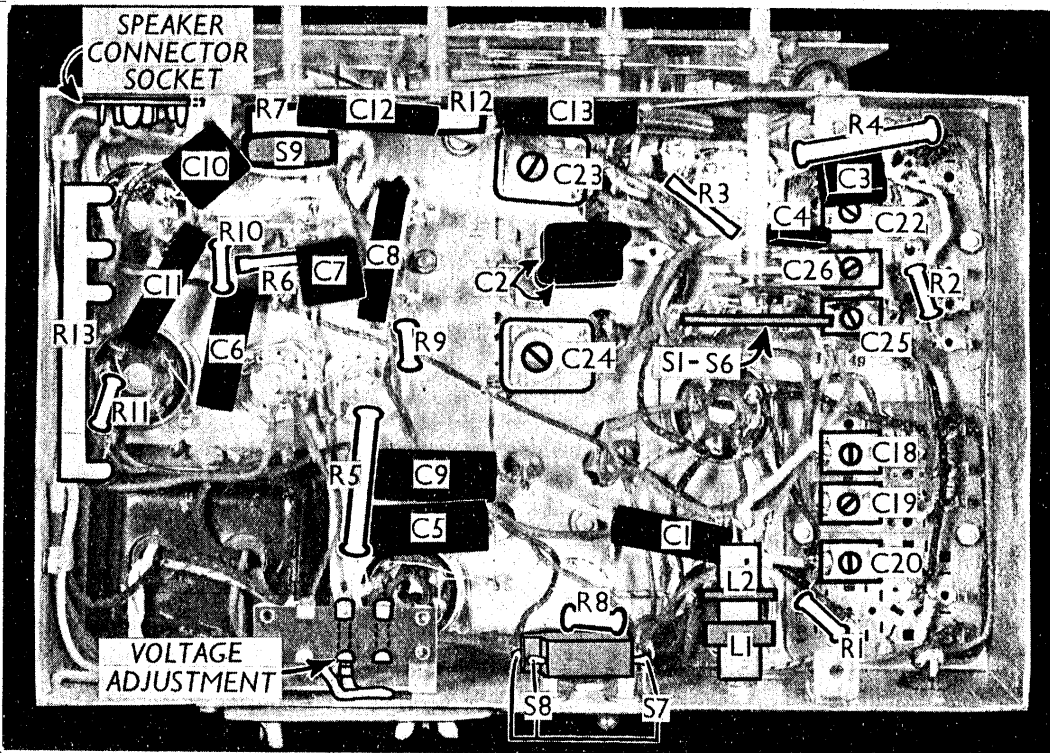 SPEAKER
CONNECTOR
SOCKET
R7
C12
R12
C13
R4
C10
S9
C23
R3
C3
C4
C22
R10
C11
R6
C7
C8
C2
C26
R2
R13
C6
R9
C24
C25
S1-S6
R11
R5
C9
C18
C5
C1
C19
C20
L2
R8
R1
L1
VOLTAGE
ADJUSTMENT
S8
S7